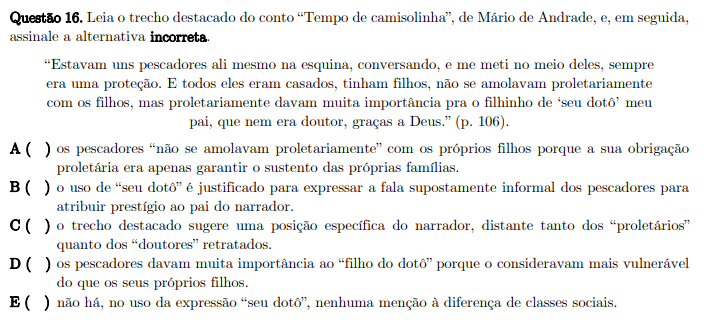 Questão 16. Leia o trecho destacado do conto “Tempo de camisolinha”, de Mário de Andrade, e, em seguida,
assinale a alternativa incorreta.
“Estavam uns pescadores ali mesmo na esquina, conversando, e me meti no meio deles, sempre
era uma proteção. E todos eles eram casados, tinham filhos, não se amolavam proletariamente
com os filhos, mas proletariamente davam muita importância pra o filhinho de ‘seu dotô’ meu
pai, que nem era doutor, graças a Deus.” (p. 106).
A ( ) os pescadores “não se amolavam proletariamente” com os próprios filhos porque a sua obrigação
proletária era apenas garantir o sustento das próprias famílias.
B ( ) o uso de “seu dotô” é justificado para expressar a fala supostamente informal dos pescadores para
atribuir prestígio ao pai do narrador.
C ( ) o trecho destacado sugere uma posição específica do narrador, distante tanto dos “proletários”
quanto dos “doutores” retratados.
D ( ) os pescadores davam muita importância ao “filho do dotô” porque o consideravam mais vulnerável
do que os seus próprios filhos.
E ( ) não há, no uso da expressão “seu dotô”, nenhuma menção à diferença de classes sociais.